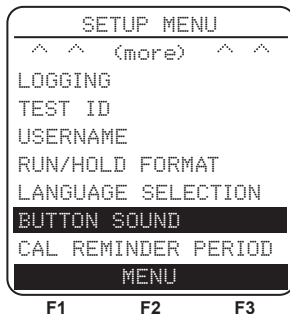 SETUP MENU
^ ^ (more) ^ ^
LOGGING
TEST ID
USERNAME
RUN/HOLD FORMAT
LANGUAGE SELECTION
BUTTON SOUND
CAL REMINDER PERIOD
MENU
F1 F2 F3